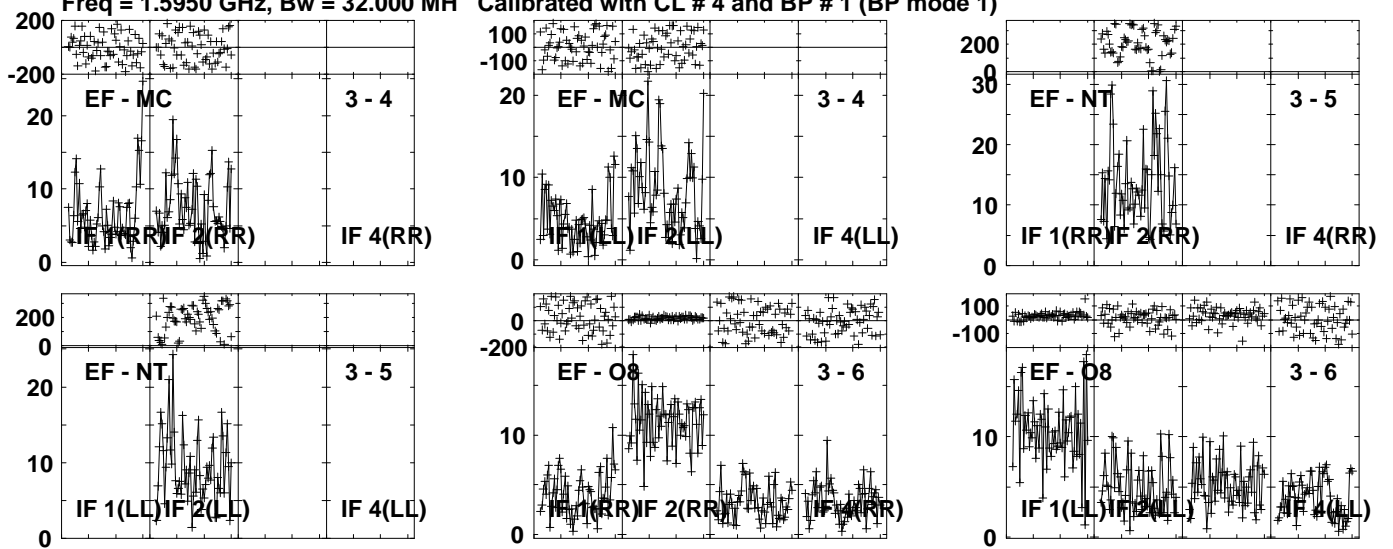 Freq = 1.5950 GHz, Bw = 32.000 MH Calibrated with CL # 4 and BP # 1 (BP mode 1)
200
-200
EF - MC 3 - 4
20
10
0
IF 1(RR) IF 2(RR) IF 4(RR)
100
-100
EF - MC 3 - 4
20
10
0
IF 1(LL) IF 2(LL) IF 4(LL)
200
0
30
EF - NT 3 - 5
20
10
0
IF 1(RR) IF 2(RR) IF 4(RR)
200
0
EF - NT 3 - 5
20
10
0
IF 1(LL) IF 2(LL) IF 4(LL)
0
-200
EF - O8 3 - 6
10
0
IF 1(RR) IF 2(RR) IF 4(RR)
100
-100
EF - O8 3 - 6
10
0
IF 1(LL) IF 2(LL) IF 4(LL)